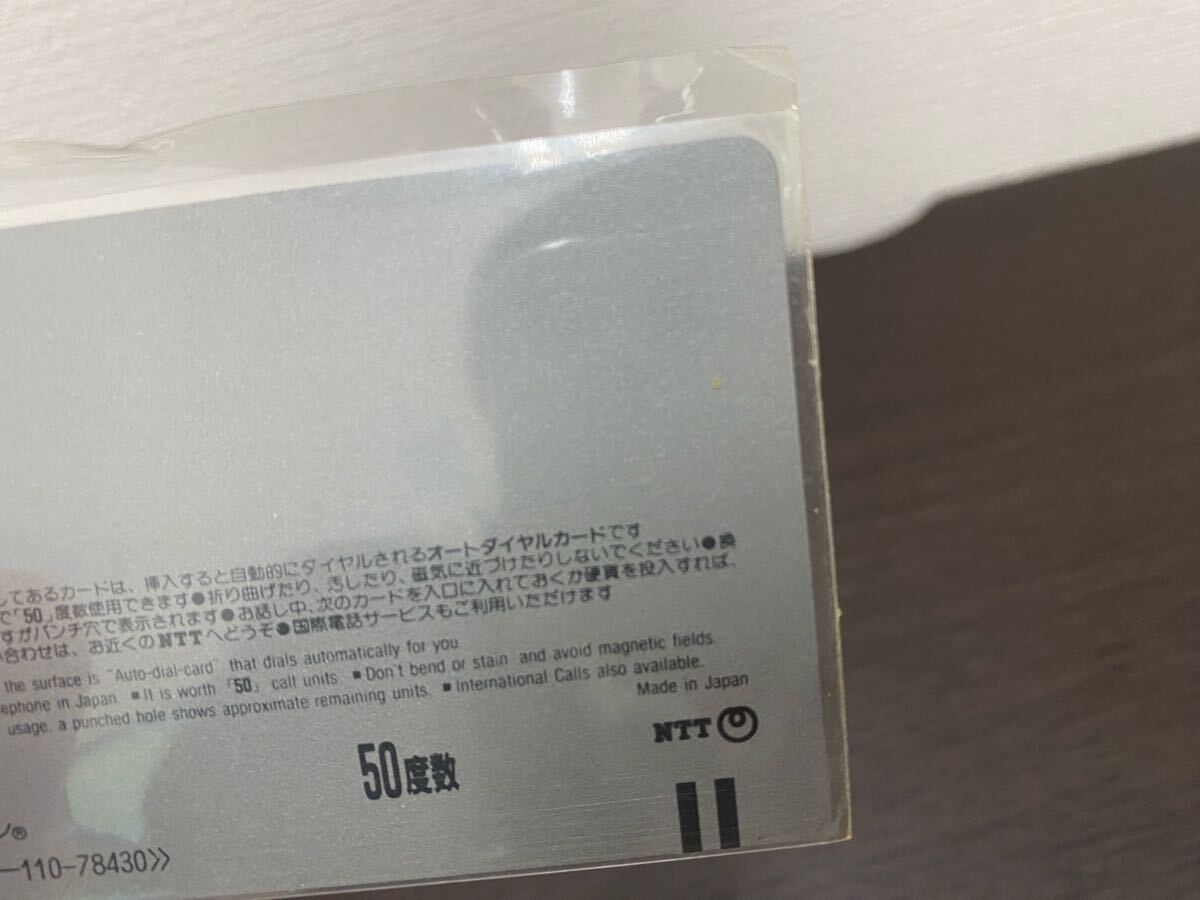 してあるカードは、挿入すると自動的にダイヤルされるオートダイヤルカードです
で「50」度数使用できます●折り曲げたり、汚したり、磁気に近づけたりしないでください●残
すがパンチ穴で表示されます●お話し中、次のカードを入口に入れておくか硬貨を投入すれば、
合わせは、お近くのNTTへどうぞ●国際電話サービスもご利用いただけます
the surface is "Auto-dial-card" that dials automatically for you.
ephone in Japan. ■It is worth「50」call units. ■Don't bend or stain and avoid magnetic fields.
usage, a punched hole shows approximate remaining units. ■International Calls also available.
Made in Japan
NTT
50度数
ン®
—110-78430》